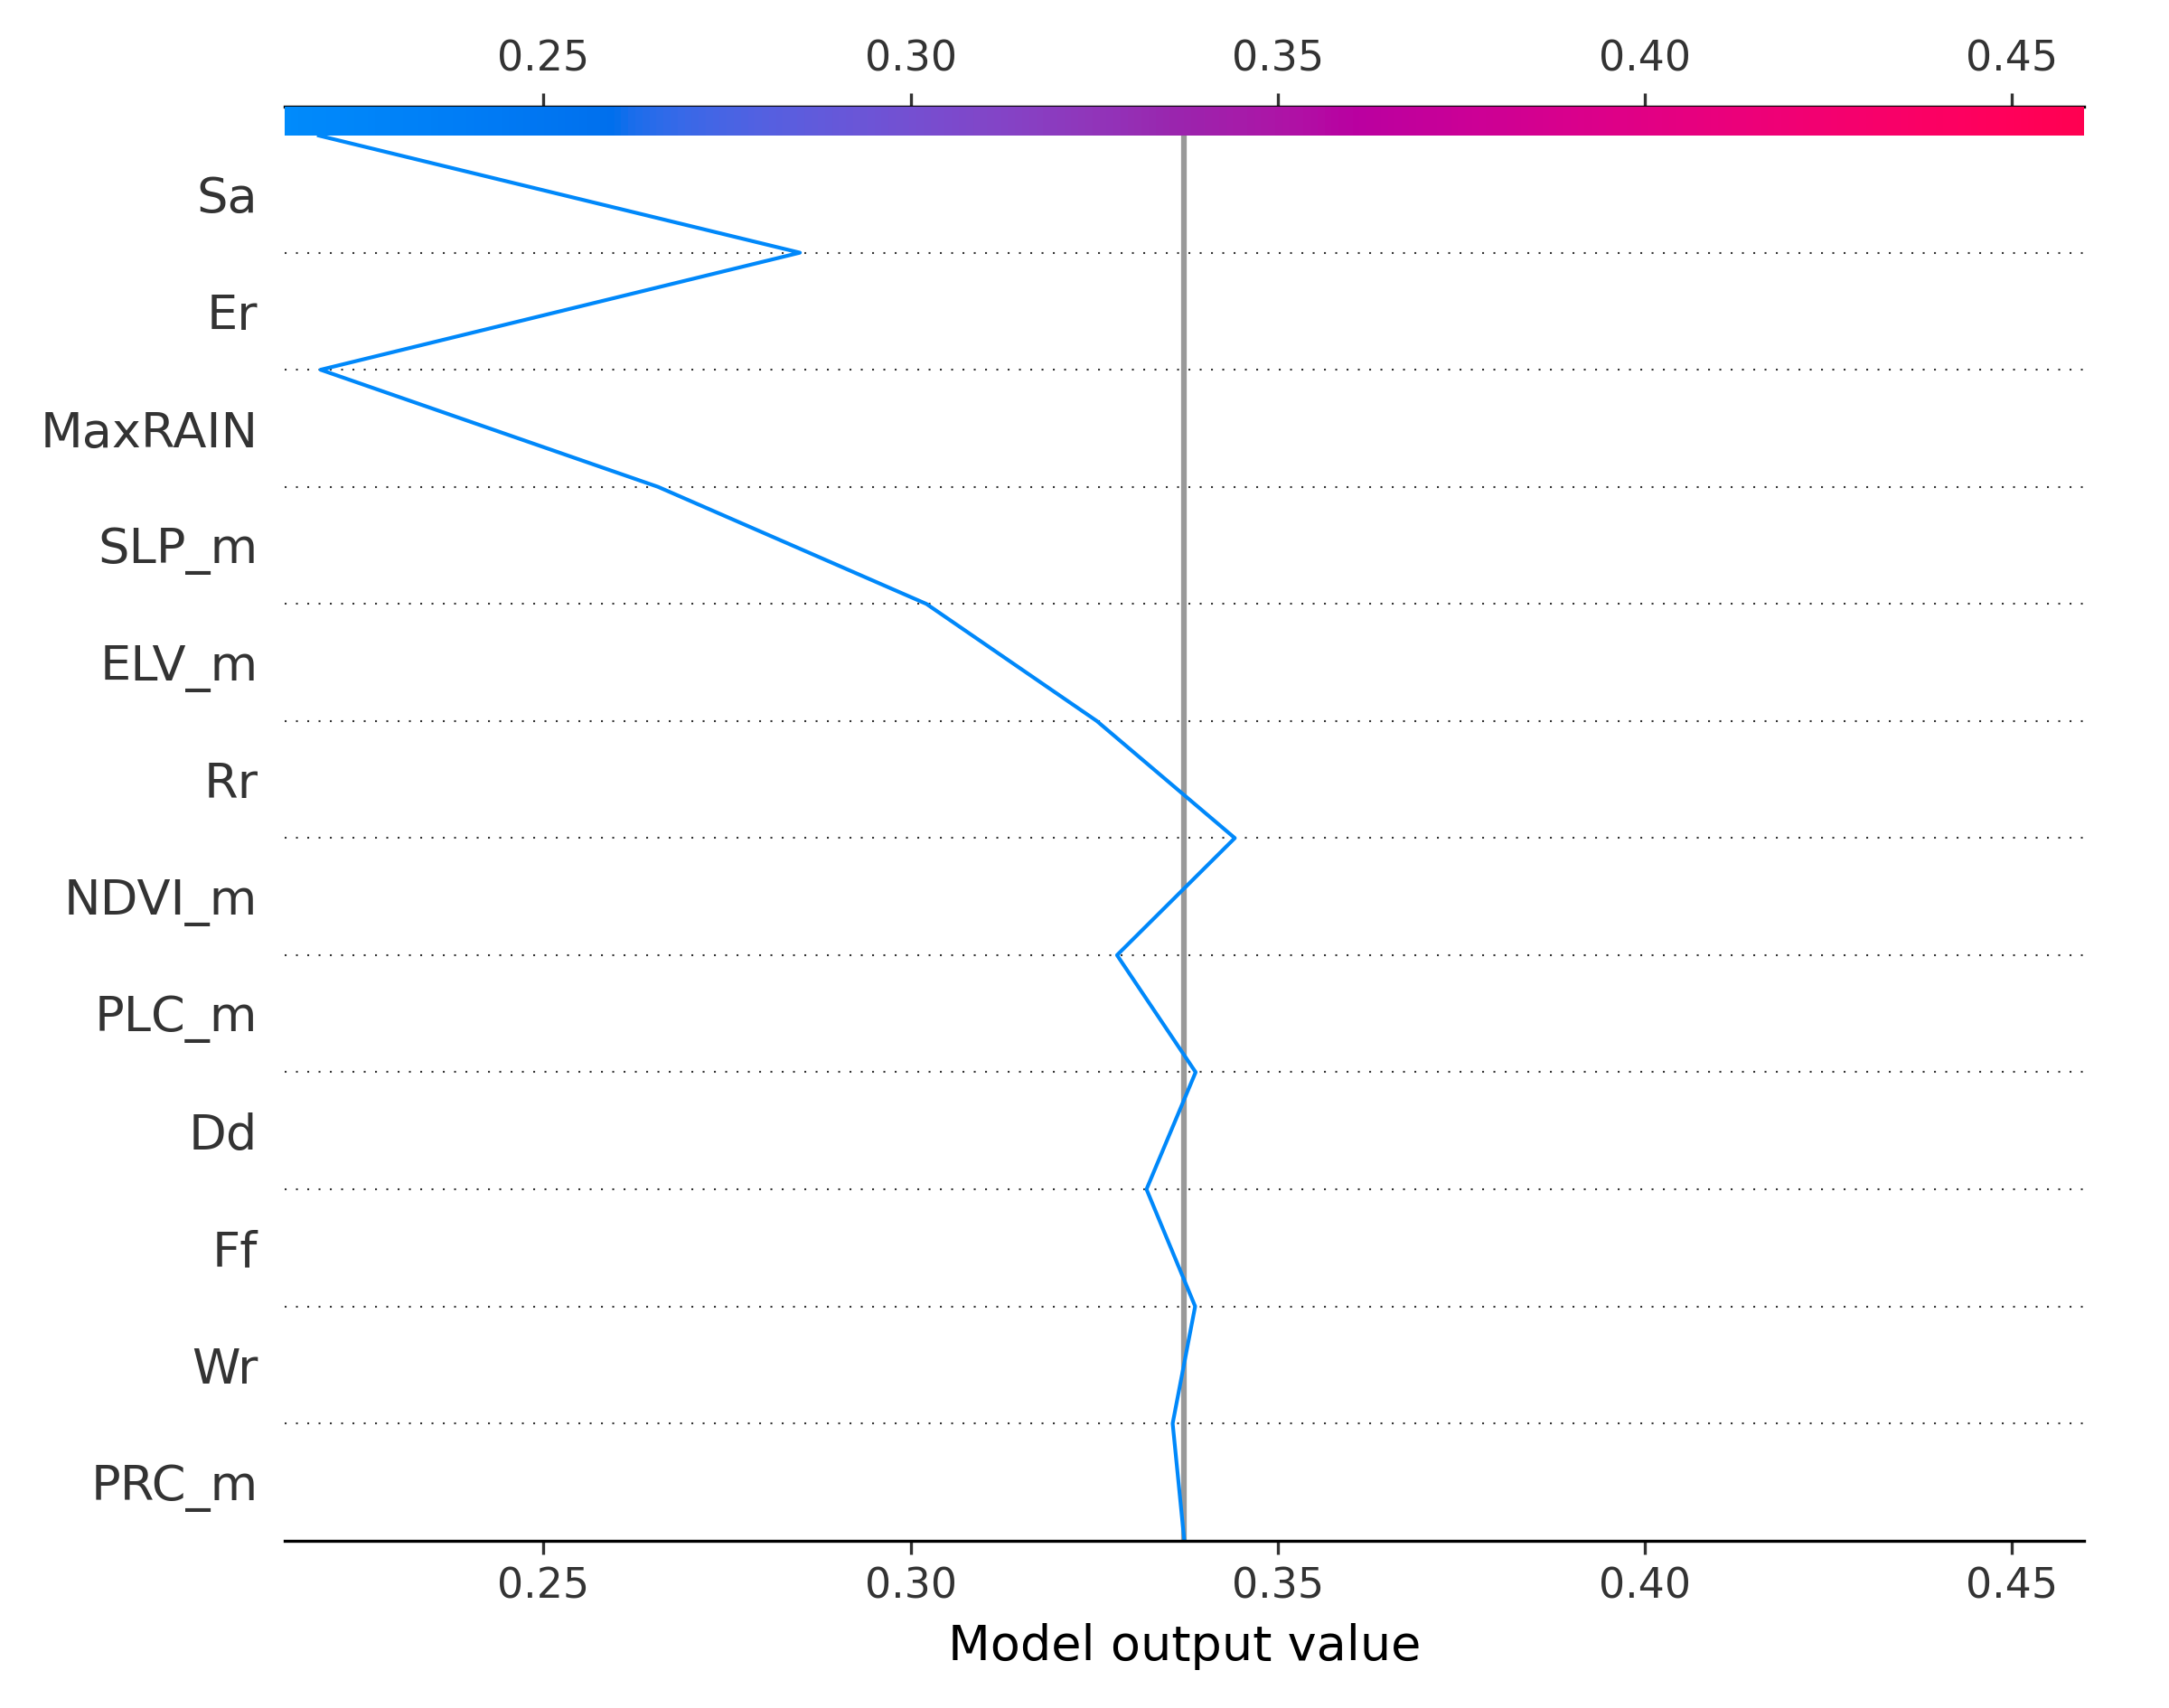 0.25 0.30 0.35 0.40 0.45
Sa
Er
MaxRAIN
SLP_m
ELV_m
Rr
NDVI_m
PLC_m
Dd
Ff
Wr
PRC_m
0.25 0.30 0.35 0.40 0.45
Model output value